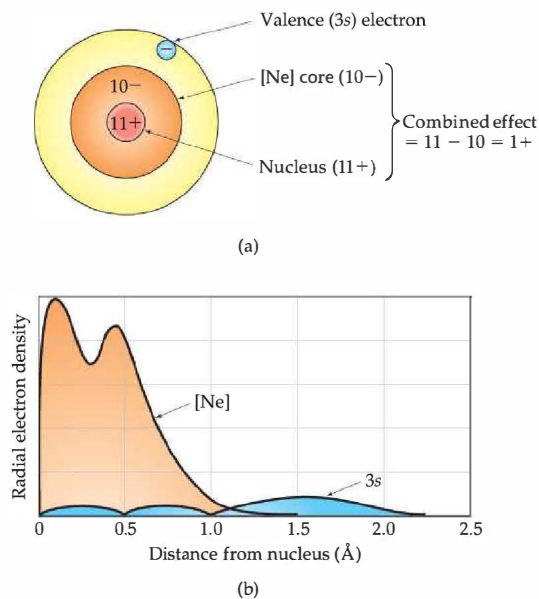 Valence (3s) electron
−
[Ne] core (10−)
10−
11+
Combined effect
= 11 − 10 = 1+
Nucleus (11+)
(a)
Radial electron density
[Ne]
3s
0 0.5 1.0 1.5 2.0 2.5
Distance from nucleus (Å)
(b)